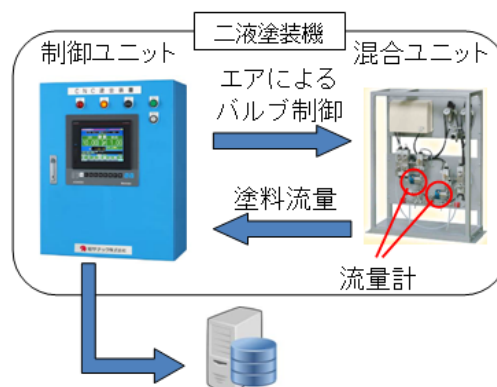 二液塗装機
制御ユニット
混合ユニット
エアによる
バルブ制御
塗料流量
流量計